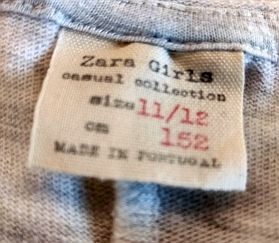 Zara Girls
casual collection
size 11/12
cm 152
MADE IN PORTUGAL